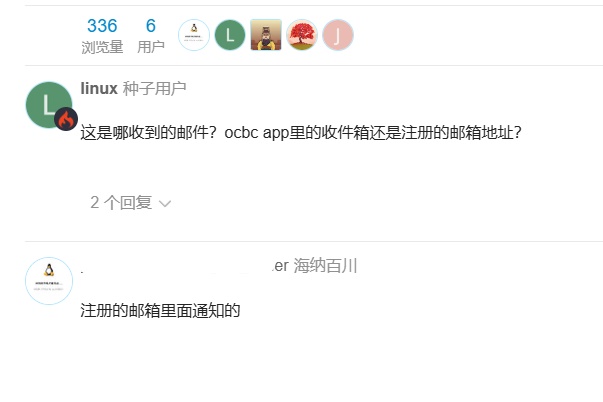 336 6
浏览量 用户
L
J
L
linux 种子用户
这是哪收到的邮件？ocbc app里的收件箱还是注册的邮箱地址？
2 个回复
er 海纳百川
注册的邮箱里面通知的